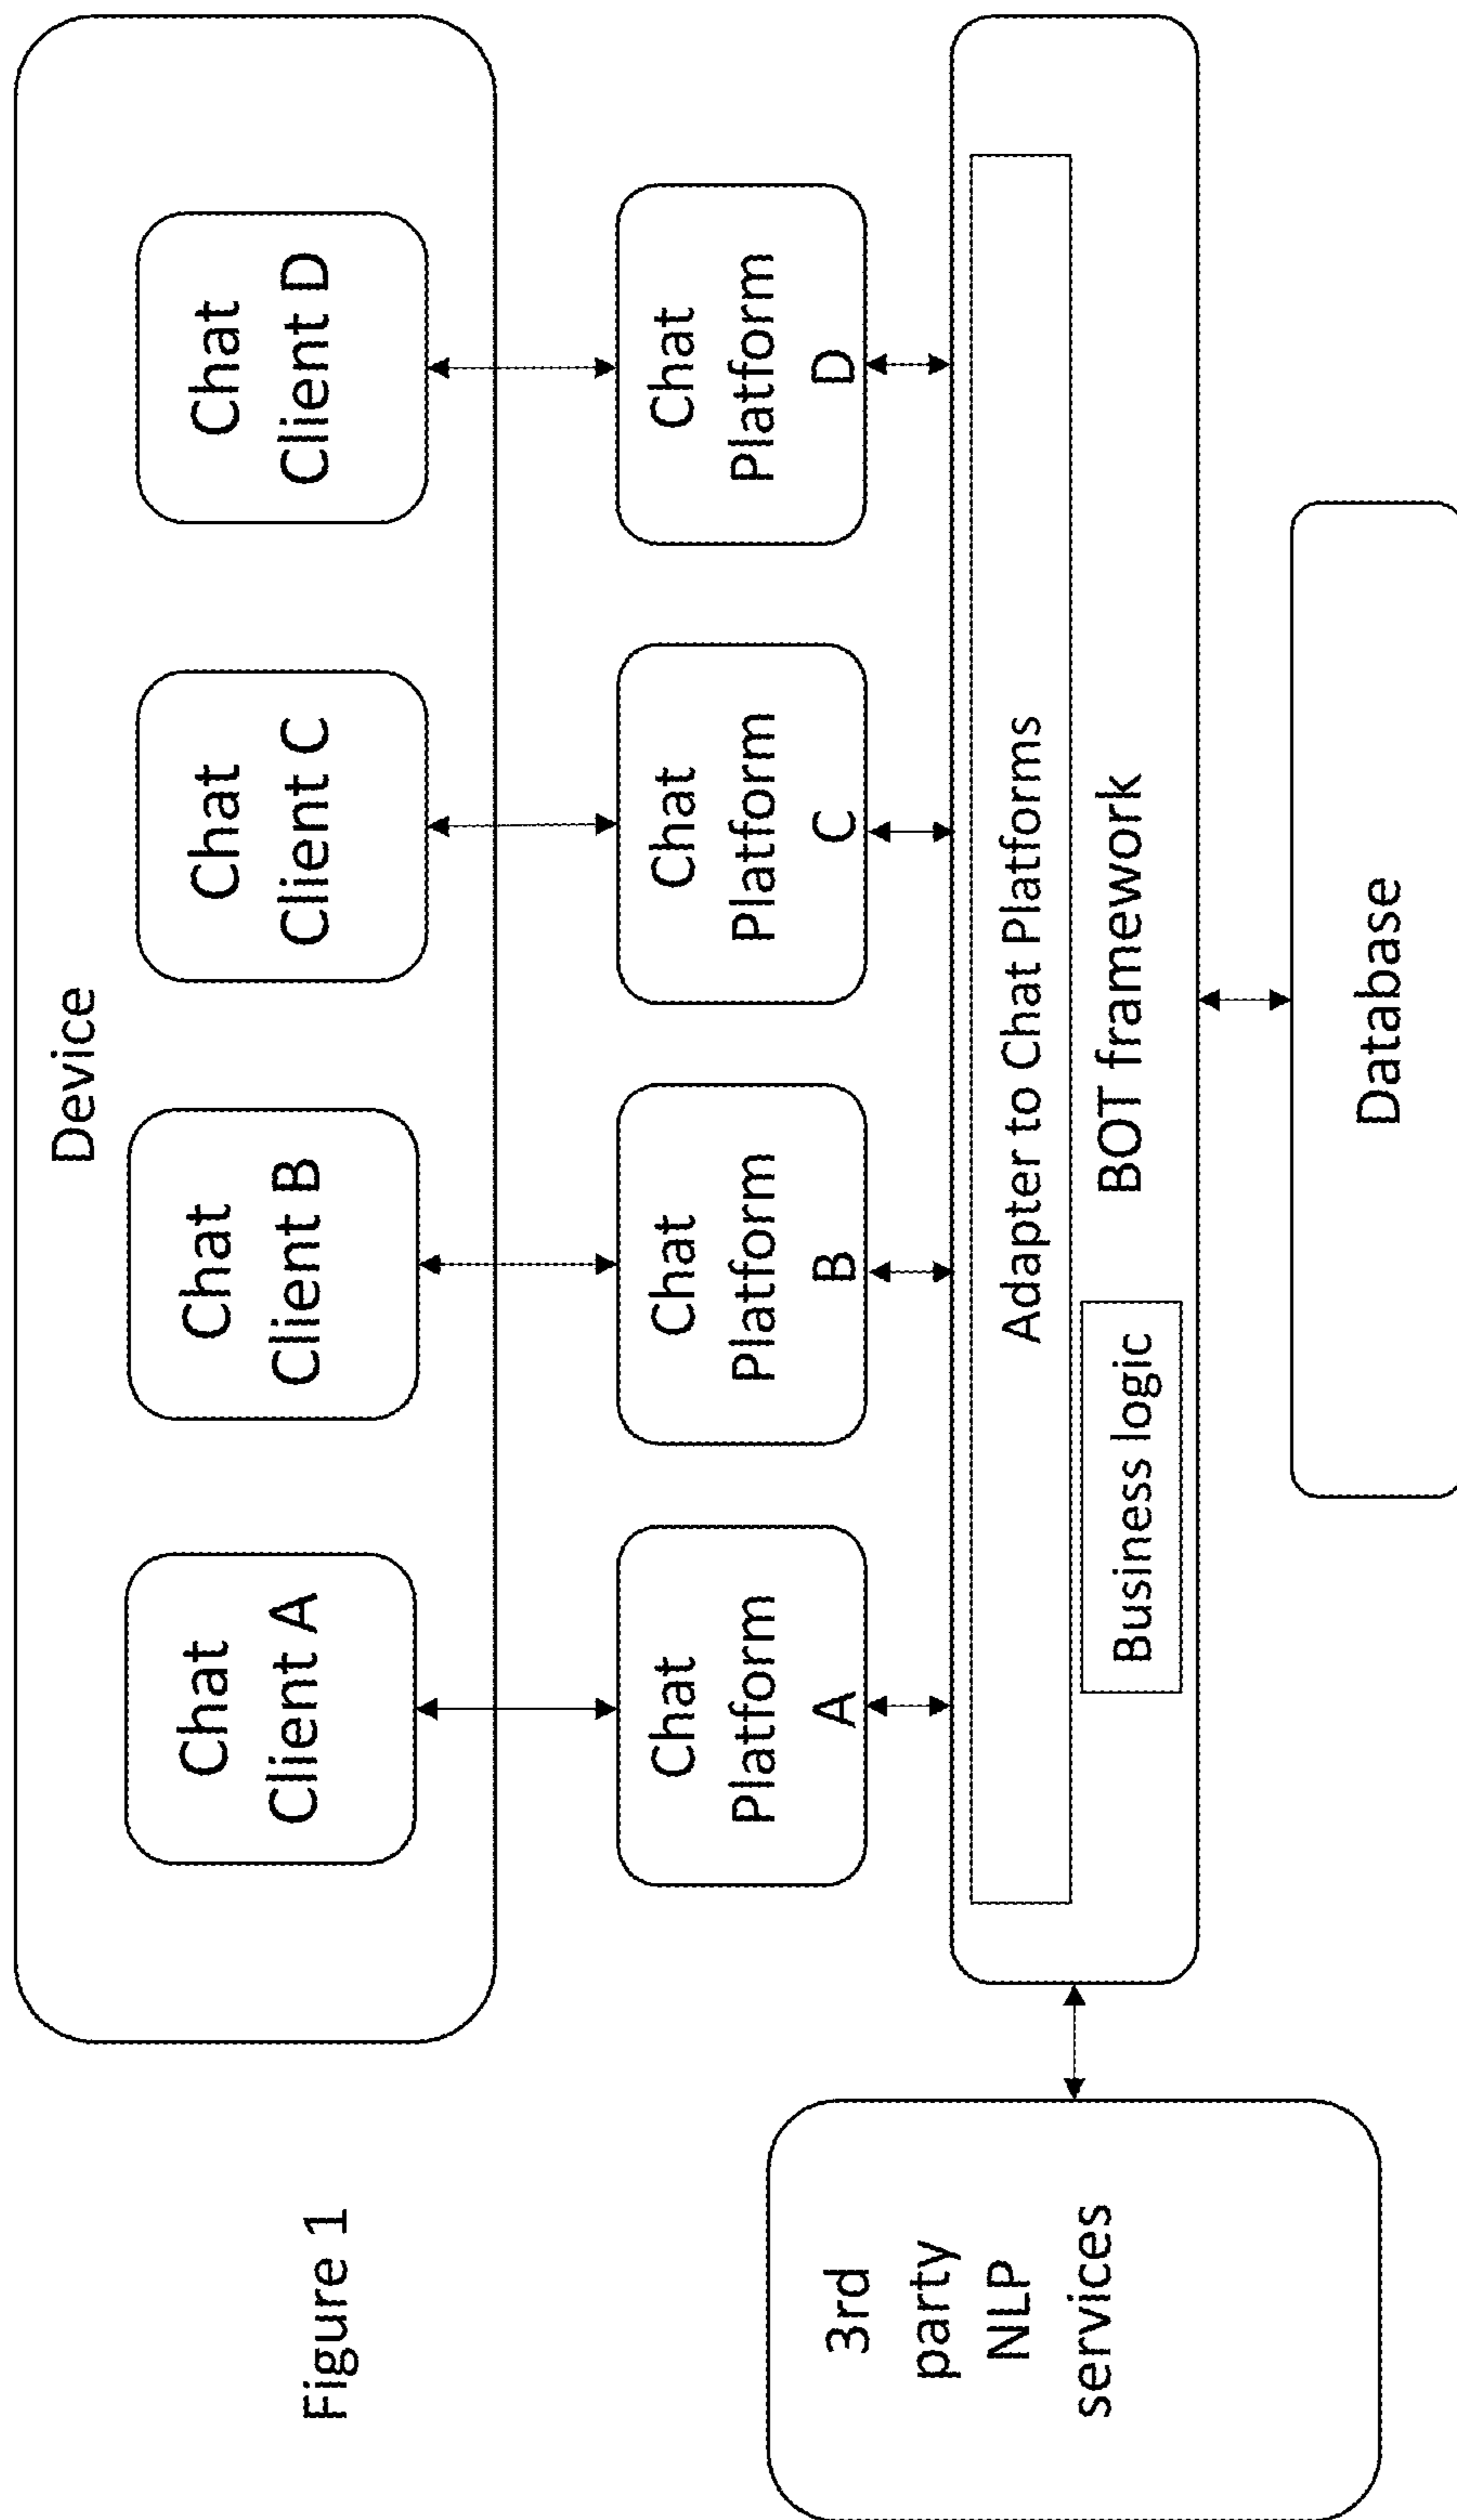 Figure 1
Device
Chat
Client A
Chat
Client B
Chat
Client C
Chat
Client D
Chat
Platform
A
Chat
Platform
B
Chat
Platform
C
Chat
Platform
D
3rd
party
NLP
services
Adapter to Chat Platforms
Business logic
BOT framework
Database